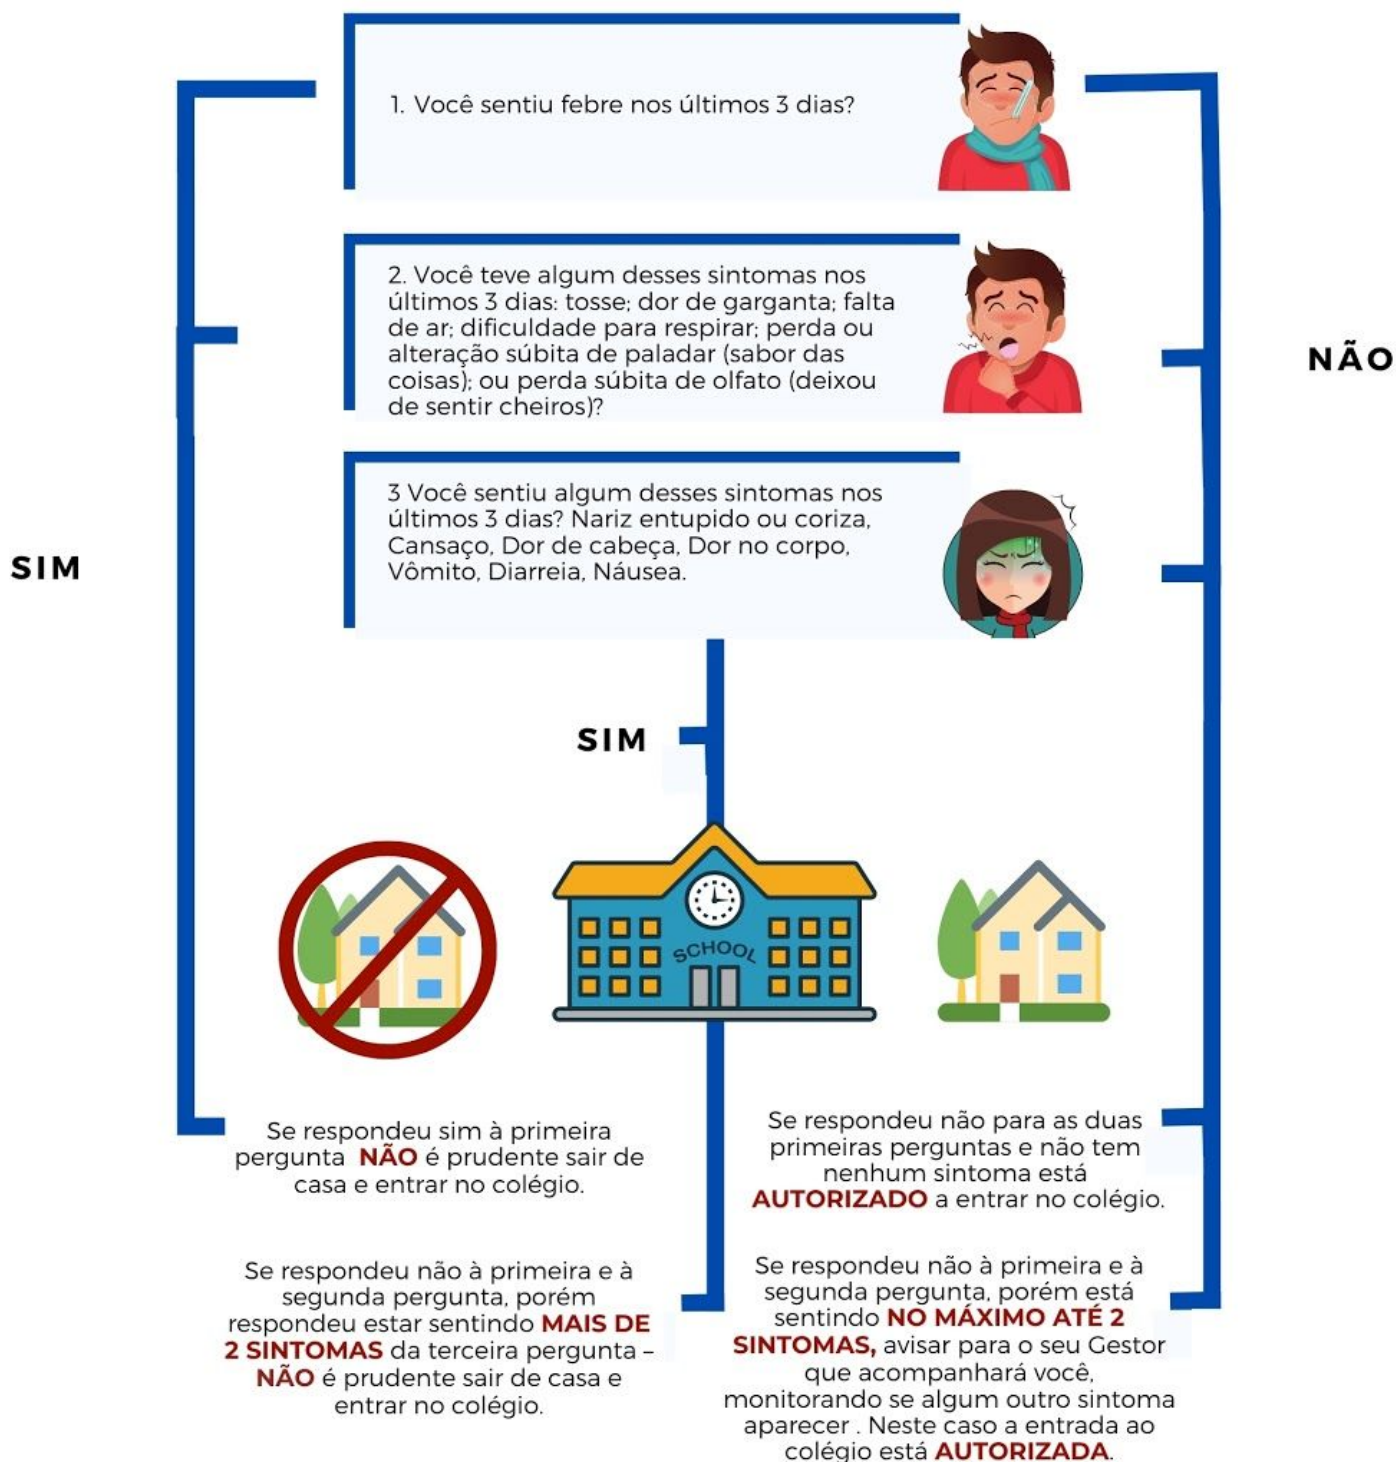 1. Você sentiu febre nos últimos 3 dias?
2. Você teve algum desses sintomas nos
últimos 3 dias: tosse; dor de garganta; falta
de ar; dificuldade para respirar; perda ou
alteração súbita de paladar (sabor das
coisas); ou perda súbita de olfato (deixou
de sentir cheiros)?
NÃO
3 Você sentiu algum desses sintomas nos
últimos 3 dias? Nariz entupido ou coriza,
Cansaço, Dor de cabeça, Dor no corpo,
Vômito, Diarreia, Náusea.
SIM
SIM
SCHOOL
Se respondeu sim à primeira
pergunta NÃO é prudente sair de
casa e entrar no colégio.
Se respondeu não para as duas
primeiras perguntas e não tem
nenhum sintoma está
AUTORIZADO a entrar no colégio.
Se respondeu não à primeira e à
segunda pergunta, porém
respondeu estar sentindo MAIS DE
2 SINTOMAS da terceira pergunta –
NÃO é prudente sair de casa e
entrar no colégio.
Se respondeu não à primeira e à
segunda pergunta, porém está
sentindo NO MÁXIMO ATÉ 2
SINTOMAS, avisar para o seu Gestor
que acompanhará você,
monitorando se algum outro sintoma
aparecer . Neste caso a entrada ao
colégio está AUTORIZADA.